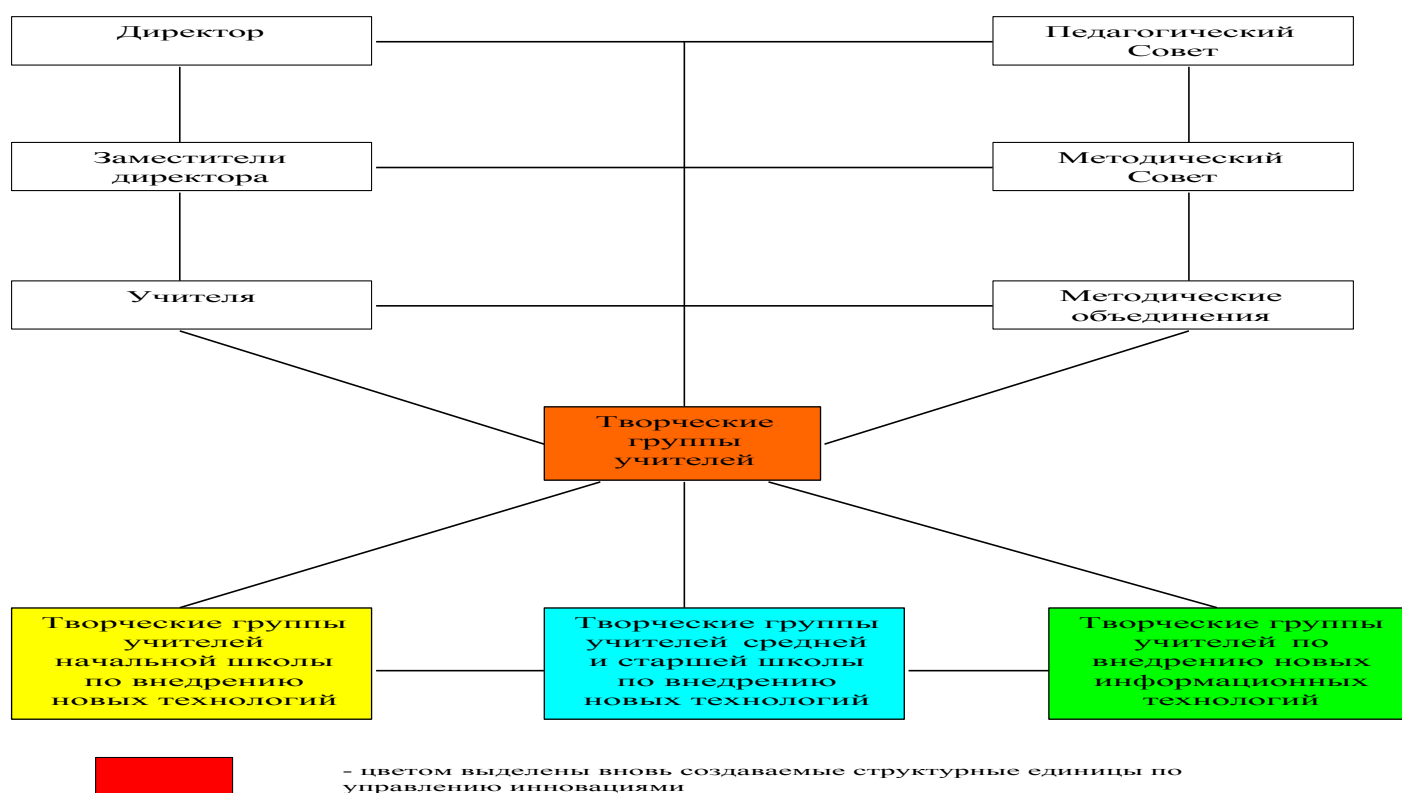 Директор
Педагогический
Совет
Заместители
директора
Методический
Совет
Учителя
Методические
объединения
Творческие
группы
учителей
Творческие группы
учителей
начальной школы
по внедрению
новых технологий
Творческие группы
учителей средней
и старшей школы
по внедрению
новых технологий
Творческие группы
учителей по
внедрению новых
информационных
технологий
- цветом выделены вновь создаваемые структурные единицы по
управлению инновациями